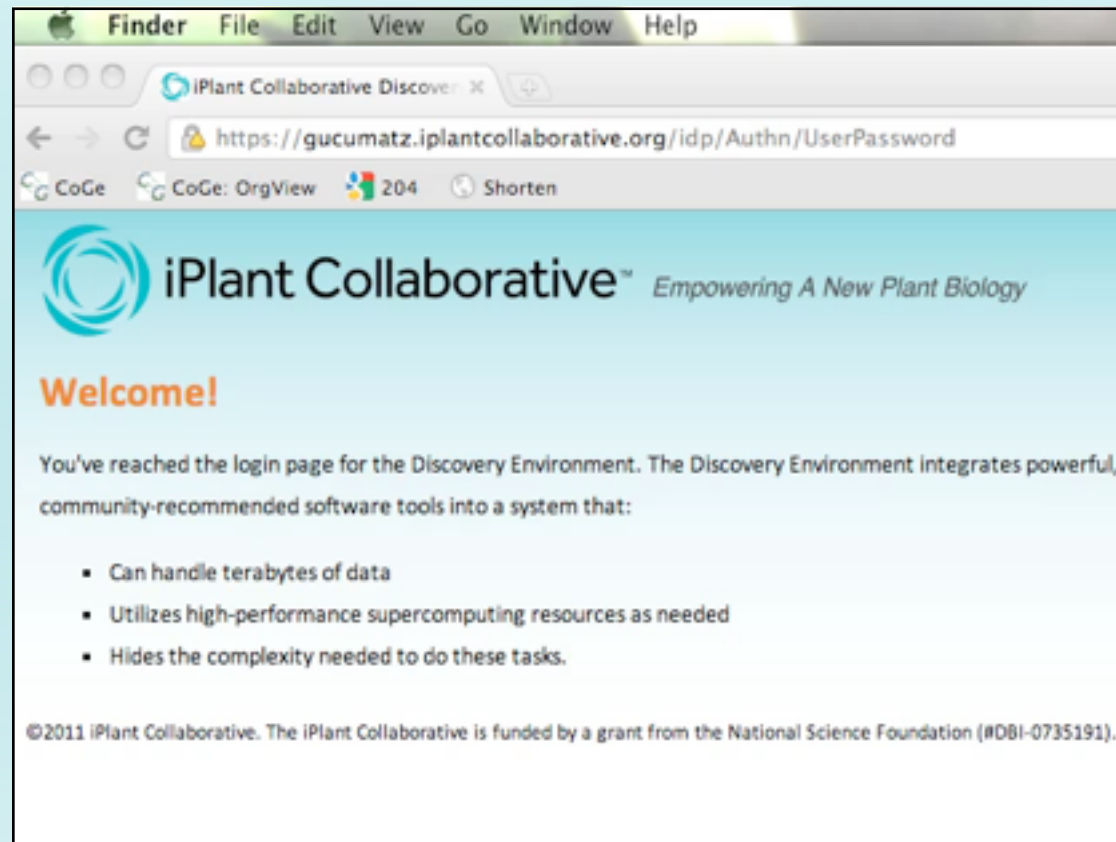 Finder File Edit View Go Window Help
iPlant Collaborative Discover
https://gucumatz.iplantcollaborative.org/idp/Authn/UserPassword
CoGe CoGe: OrgView 204 Shorten
iPlant Collaborative™ Empowering A New Plant Biology
Welcome!
You've reached the login page for the Discovery Environment. The Discovery Environment integrates powerful,
community-recommended software tools into a system that:
▪ Can handle terabytes of data
▪ Utilizes high-performance supercomputing resources as needed
▪ Hides the complexity needed to do these tasks.
©2011 iPlant Collaborative. The iPlant Collaborative is funded by a grant from the National Science Foundation (#DBI-0735191).